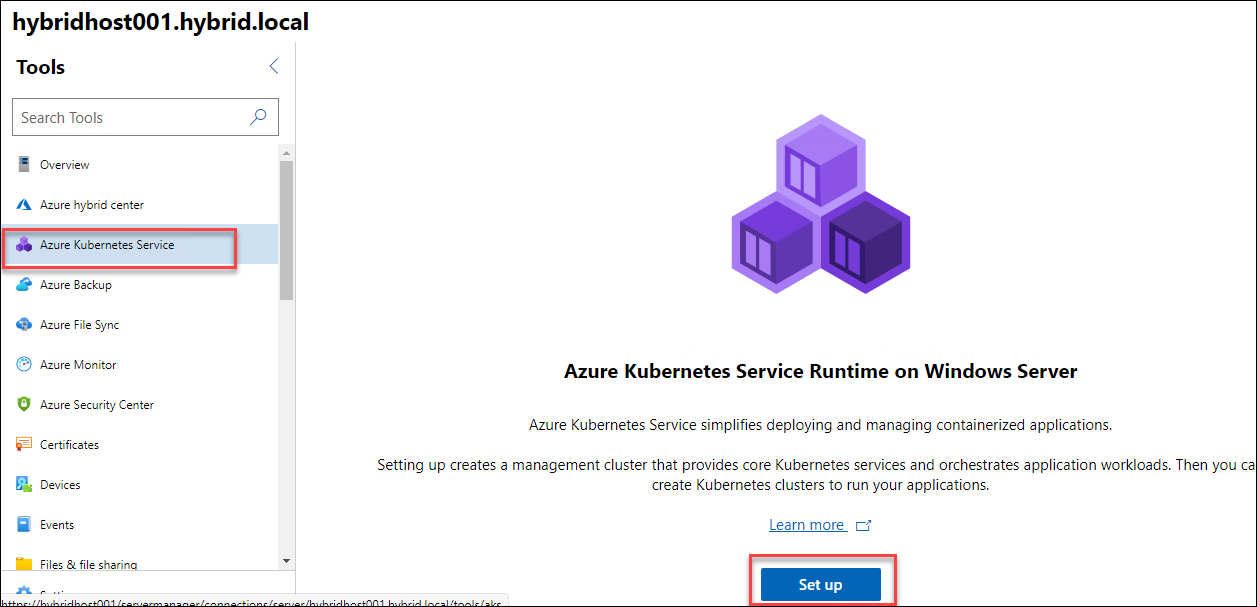 hybridhost001.hybrid.local
Tools
Search Tools
Overview
Azure hybrid center
Azure Kubernetes Service
Azure Backup
Azure File Sync
Azure Monitor
Azure Security Center
Certificates
Devices
Events
Files & file sharing
https://hybridhost001/servermanager/connections/server/hybridhost001.hybrid.local/tools/aks
Azure Kubernetes Service Runtime on Windows Server
Azure Kubernetes Service simplifies deploying and managing containerized applications.
Setting up creates a management cluster that provides core Kubernetes services and orchestrates application workloads. Then you ca
create Kubernetes clusters to run your applications.
Learn more
Set up